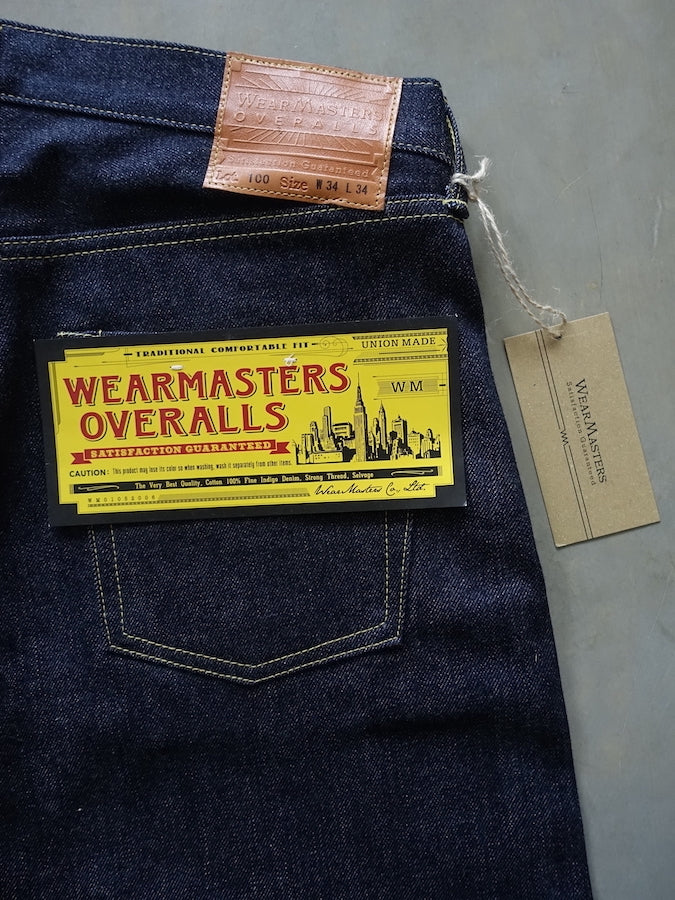 WEARMASTERS
OVERALLS
Satisfaction Guaranteed
Lot 100 Size W 34 L 34
TRADITIONAL COMFORTABLE FIT
UNION MADE
WEARMASTERS
OVERALLS
WM
SATISFACTION GUARANTEED
CAUTION: This product may lose its color so when washing, wash it separately from other items.
The Very Best Quality, Cotton 100% Fine Indigo Denim, Strong Thread, Selvage
WearMasters Co., Ltd.
WEARMASTERS
Satisfaction Guaranteed
WM